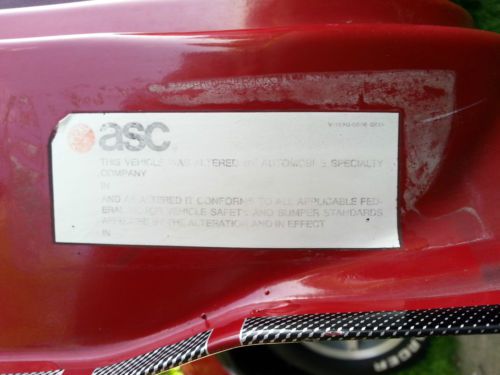 asc
THIS VEHICLE WAS ALTERED BY AUTOMOBILE SPECIALTY
COMPANY
IN
AND AS ALTERED IT CONFORMS TO ALL APPLICABLE FED-
ERAL MOTOR VEHICLE SAFETY AND BUMPER STANDARDS
AFFECTED BY THE ALTERATION AND IN EFFECT
IN